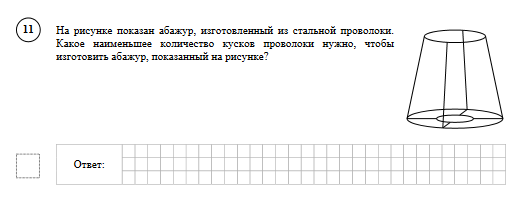 11
На рисунке показан абажур, изготовленный из стальной проволоки.
Какое наименьшее количество кусков проволоки нужно, чтобы
изготовить абажур, показанный на рисунке?
Ответ: